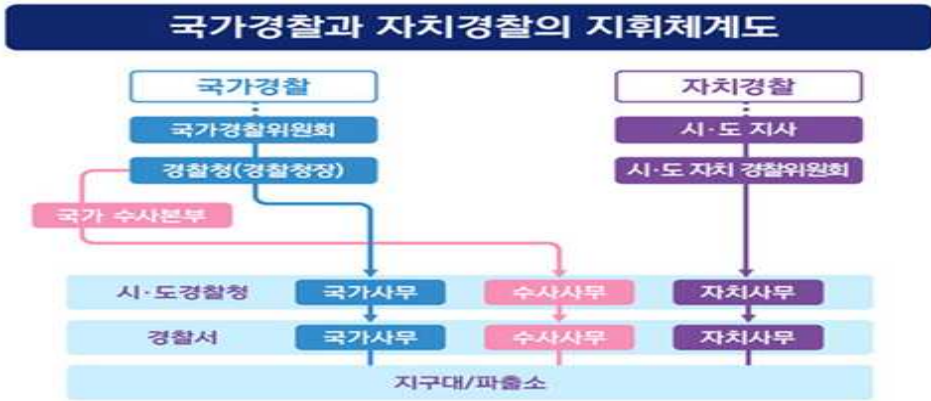 국가경찰과 자치경찰의 지휘체계도
국가경찰 자치경찰
국가경찰위원회 시·도 지사
경찰청(경찰청장) 시·도 자치 경찰위원회
국가 수사본부
시·도경찰청 국가사무 수사사무 자치사무
경찰서 국가사무 수사사무 자치사무
지구대/파출소